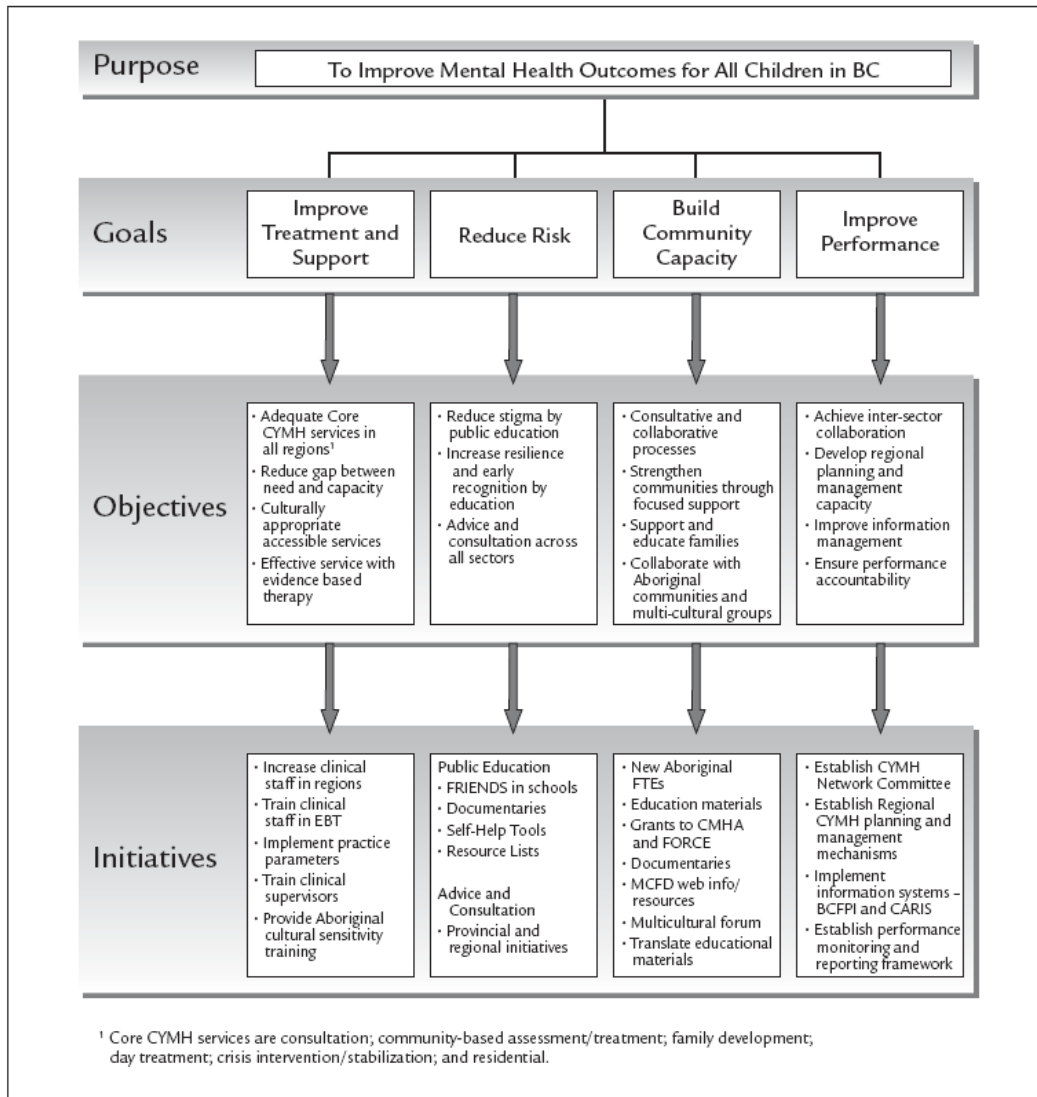 Purpose
To Improve Mental Health Outcomes for All Children in BC
Goals
Improve
Treatment and
Support
Reduce Risk
Build
Community
Capacity
Improve
Performance
Objectives
· Adequate Core
CYMH services in
all regions¹
· Reduce gap between
need and capacity
· Culturally
appropriate
accessible services
· Effective service with
evidence based
therapy
· Reduce stigma by
public education
· Increase resilience
and early
recognition by
education
· Advice and
consultation across
all sectors
· Consultative and
collaborative
processes
· Strengthen
communities through
focused support
· Support and
educate families
· Collaborate with
Aboriginal
communities and
multi-cultural groups
· Achieve inter-sector
collaboration
· Develop regional
planning and
management
capacity
· Improve information
management
· Ensure performance
accountability
Initiatives
· Increase clinical
staff in regions
· Train clinical
staff in EBT
· Implement practice
parameters
· Train clinical
supervisors
· Provide Aboriginal
cultural sensitivity
training
Public Education
· FRIENDS in schools
· Documentaries
· Self-Help Tools
· Resource Lists
Advice and
Consultation
· Provincial and
regional initiatives
· New Aboriginal
FTEs
· Education materials
· Grants to CMHA
and FORCE
· Documentaries
· MCFD web info/
resources
· Multicultural forum
· Translate educational
materials
· Establish CYMH
Network Committee
· Establish Regional
CYMH planning and
management
mechanisms
· Implement
information systems –
BCFPI and CARIS
· Establish performance
monitoring and
reporting framework
¹ Core CYMH services are consultation; community-based assessment/treatment; family development;
day treatment; crisis intervention/stabilization; and residential.